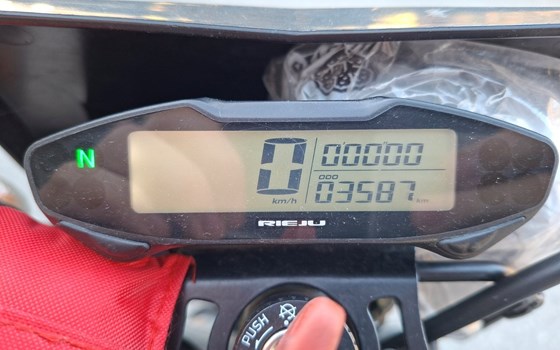 N
0 km/h
00000
ODO
03587 km
RIEJU
PUSH